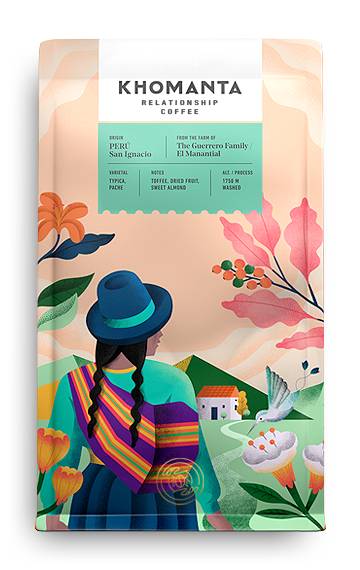 KHOMANTA
RELATIONSHIP
COFFEE
ORIGIN
PERÚ
San Ignacio
FROM THE FARM OF
The Guerrero Family /
El Manantial
VARIETAL
TYPICA,
PACHE
NOTES
TOFFEE, DRIED FRUIT,
SWEET ALMOND
ALT. / PROCESS
1750 M
WASHED